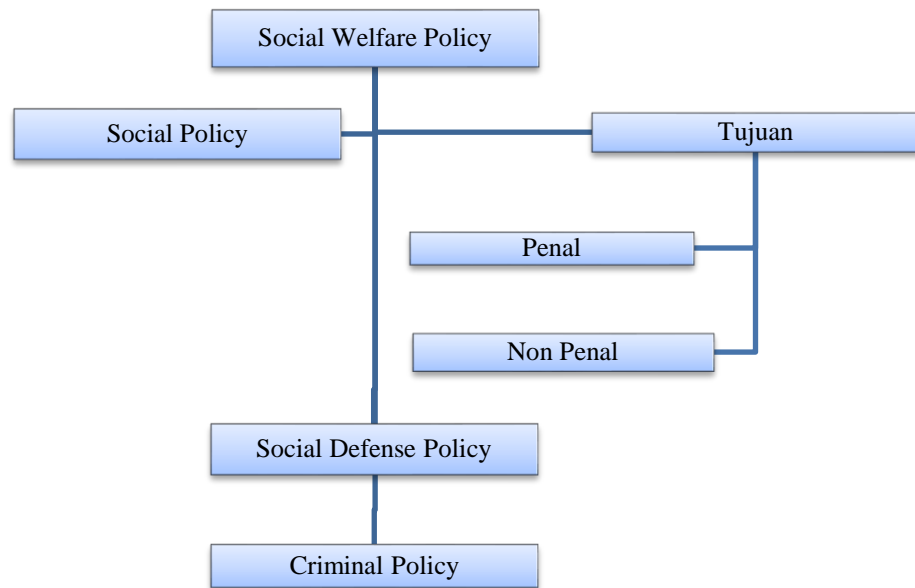 Social Welfare Policy
Social Policy
Tujuan
Penal
Non Penal
Social Defense Policy
Criminal Policy